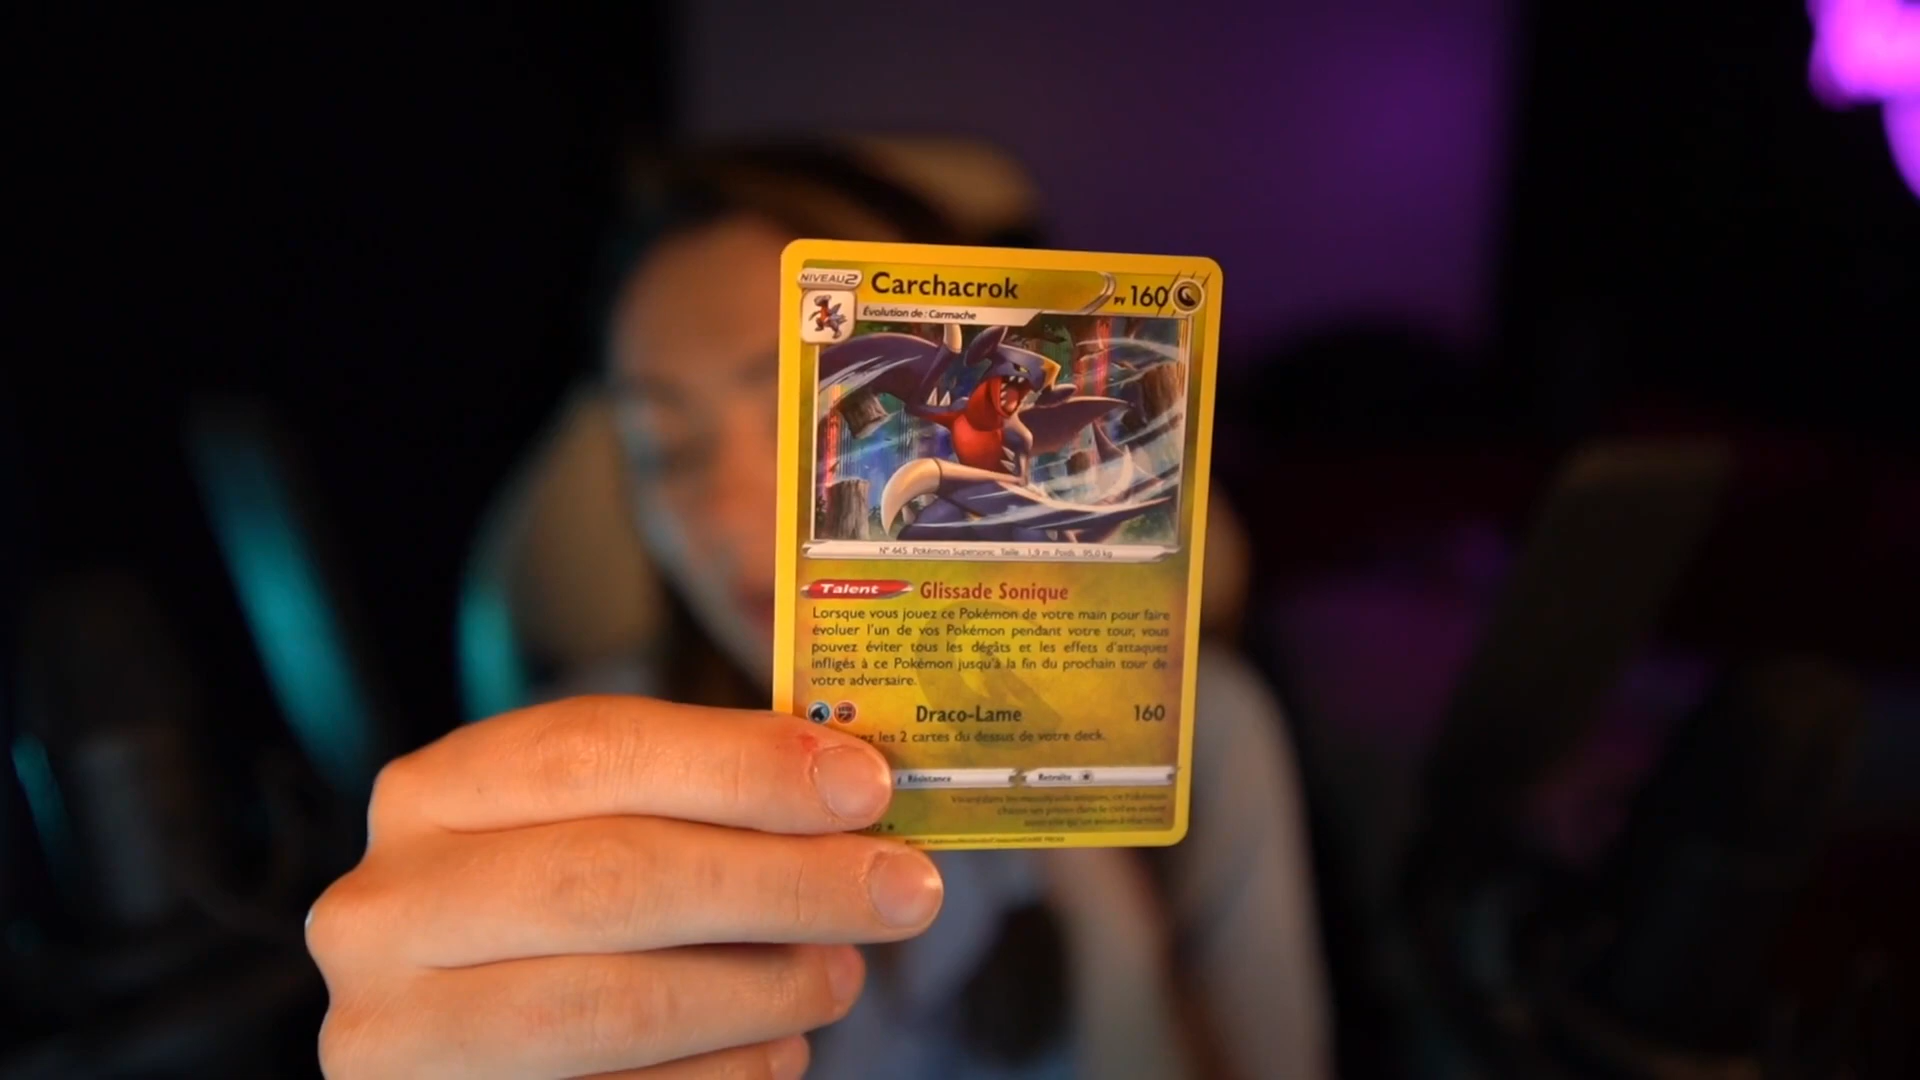 NIVEAU 2
Carchacrok
PV 160
Évolution de : Carmache
N° 445 Pokémon Supersonic Taille : 1,9 m Poids : 95,0 kg
Talent Glissade Sonique
Lorsque vous jouez ce Pokémon de votre main pour faire
évoluer l'un de vos Pokémon pendant votre tour, vous
pouvez éviter tous les dégâts et les effets d'attaques
infligés à ce Pokémon jusqu'à la fin du prochain tour de
votre adversaire.
Draco-Lame 160
les 2 cartes du dessus de votre deck.
Résistance Retraite